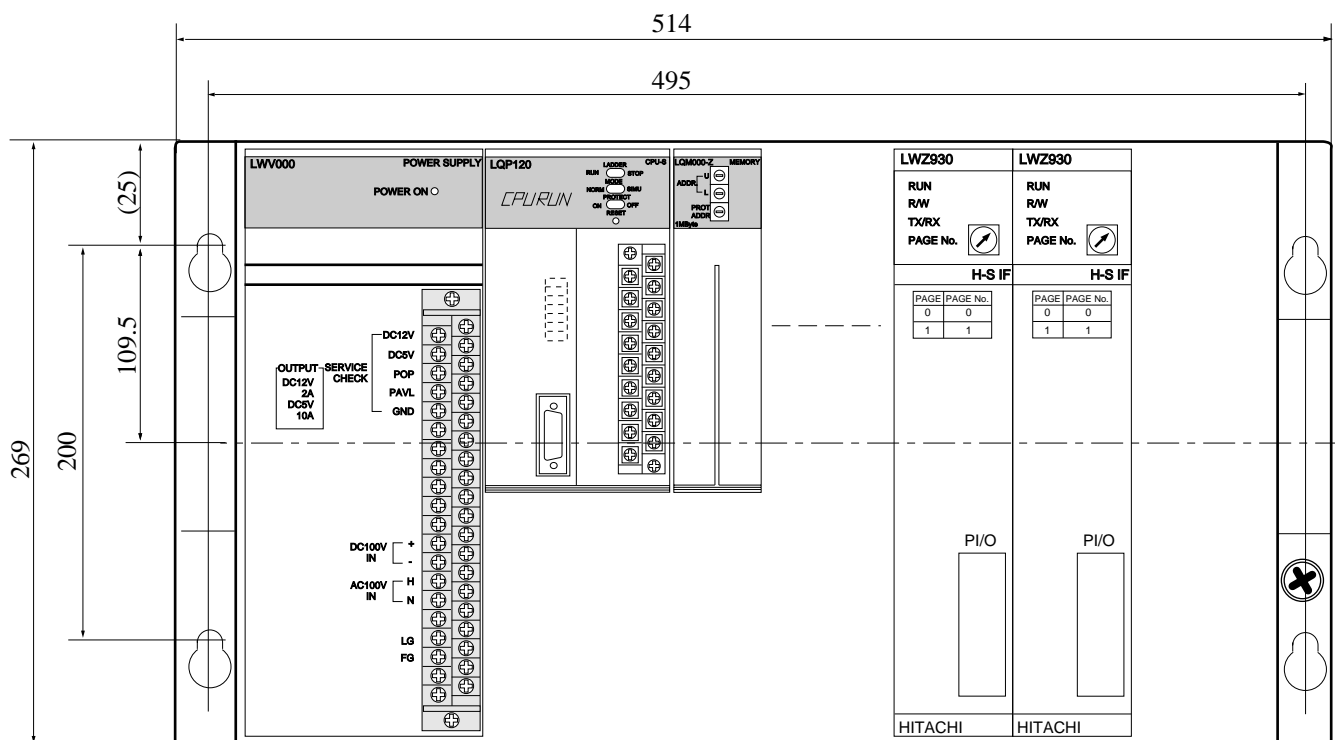 514
495
269
(25)
200
109.5
LWV000 POWER SUPPLY
POWER ON
DC12V
DC5V
POP
PAVL
GND
SERVICE
CHECK
OUTPUT
DC12V
2A
DC5V
10A
DC100V
IN
+
-
AC100V
IN
H
N
LG
FG
LQP120 CPU-S
CPURUN
LADDER
RUN STOP
MODE
NORM SIMU
PROTECT
ON OFF
RESET
LQM000-Z MEMORY
ADDR. U
L
PROT
ADDR
1MByte
LWZ930
RUN
R/W
TX/RX
PAGE No.
H-S IF
PAGE PAGE No.
0 0
1 1
PI/O
HITACHI
LWZ930
RUN
R/W
TX/RX
PAGE No.
H-S IF
PAGE PAGE No.
0 0
1 1
PI/O
HITACHI